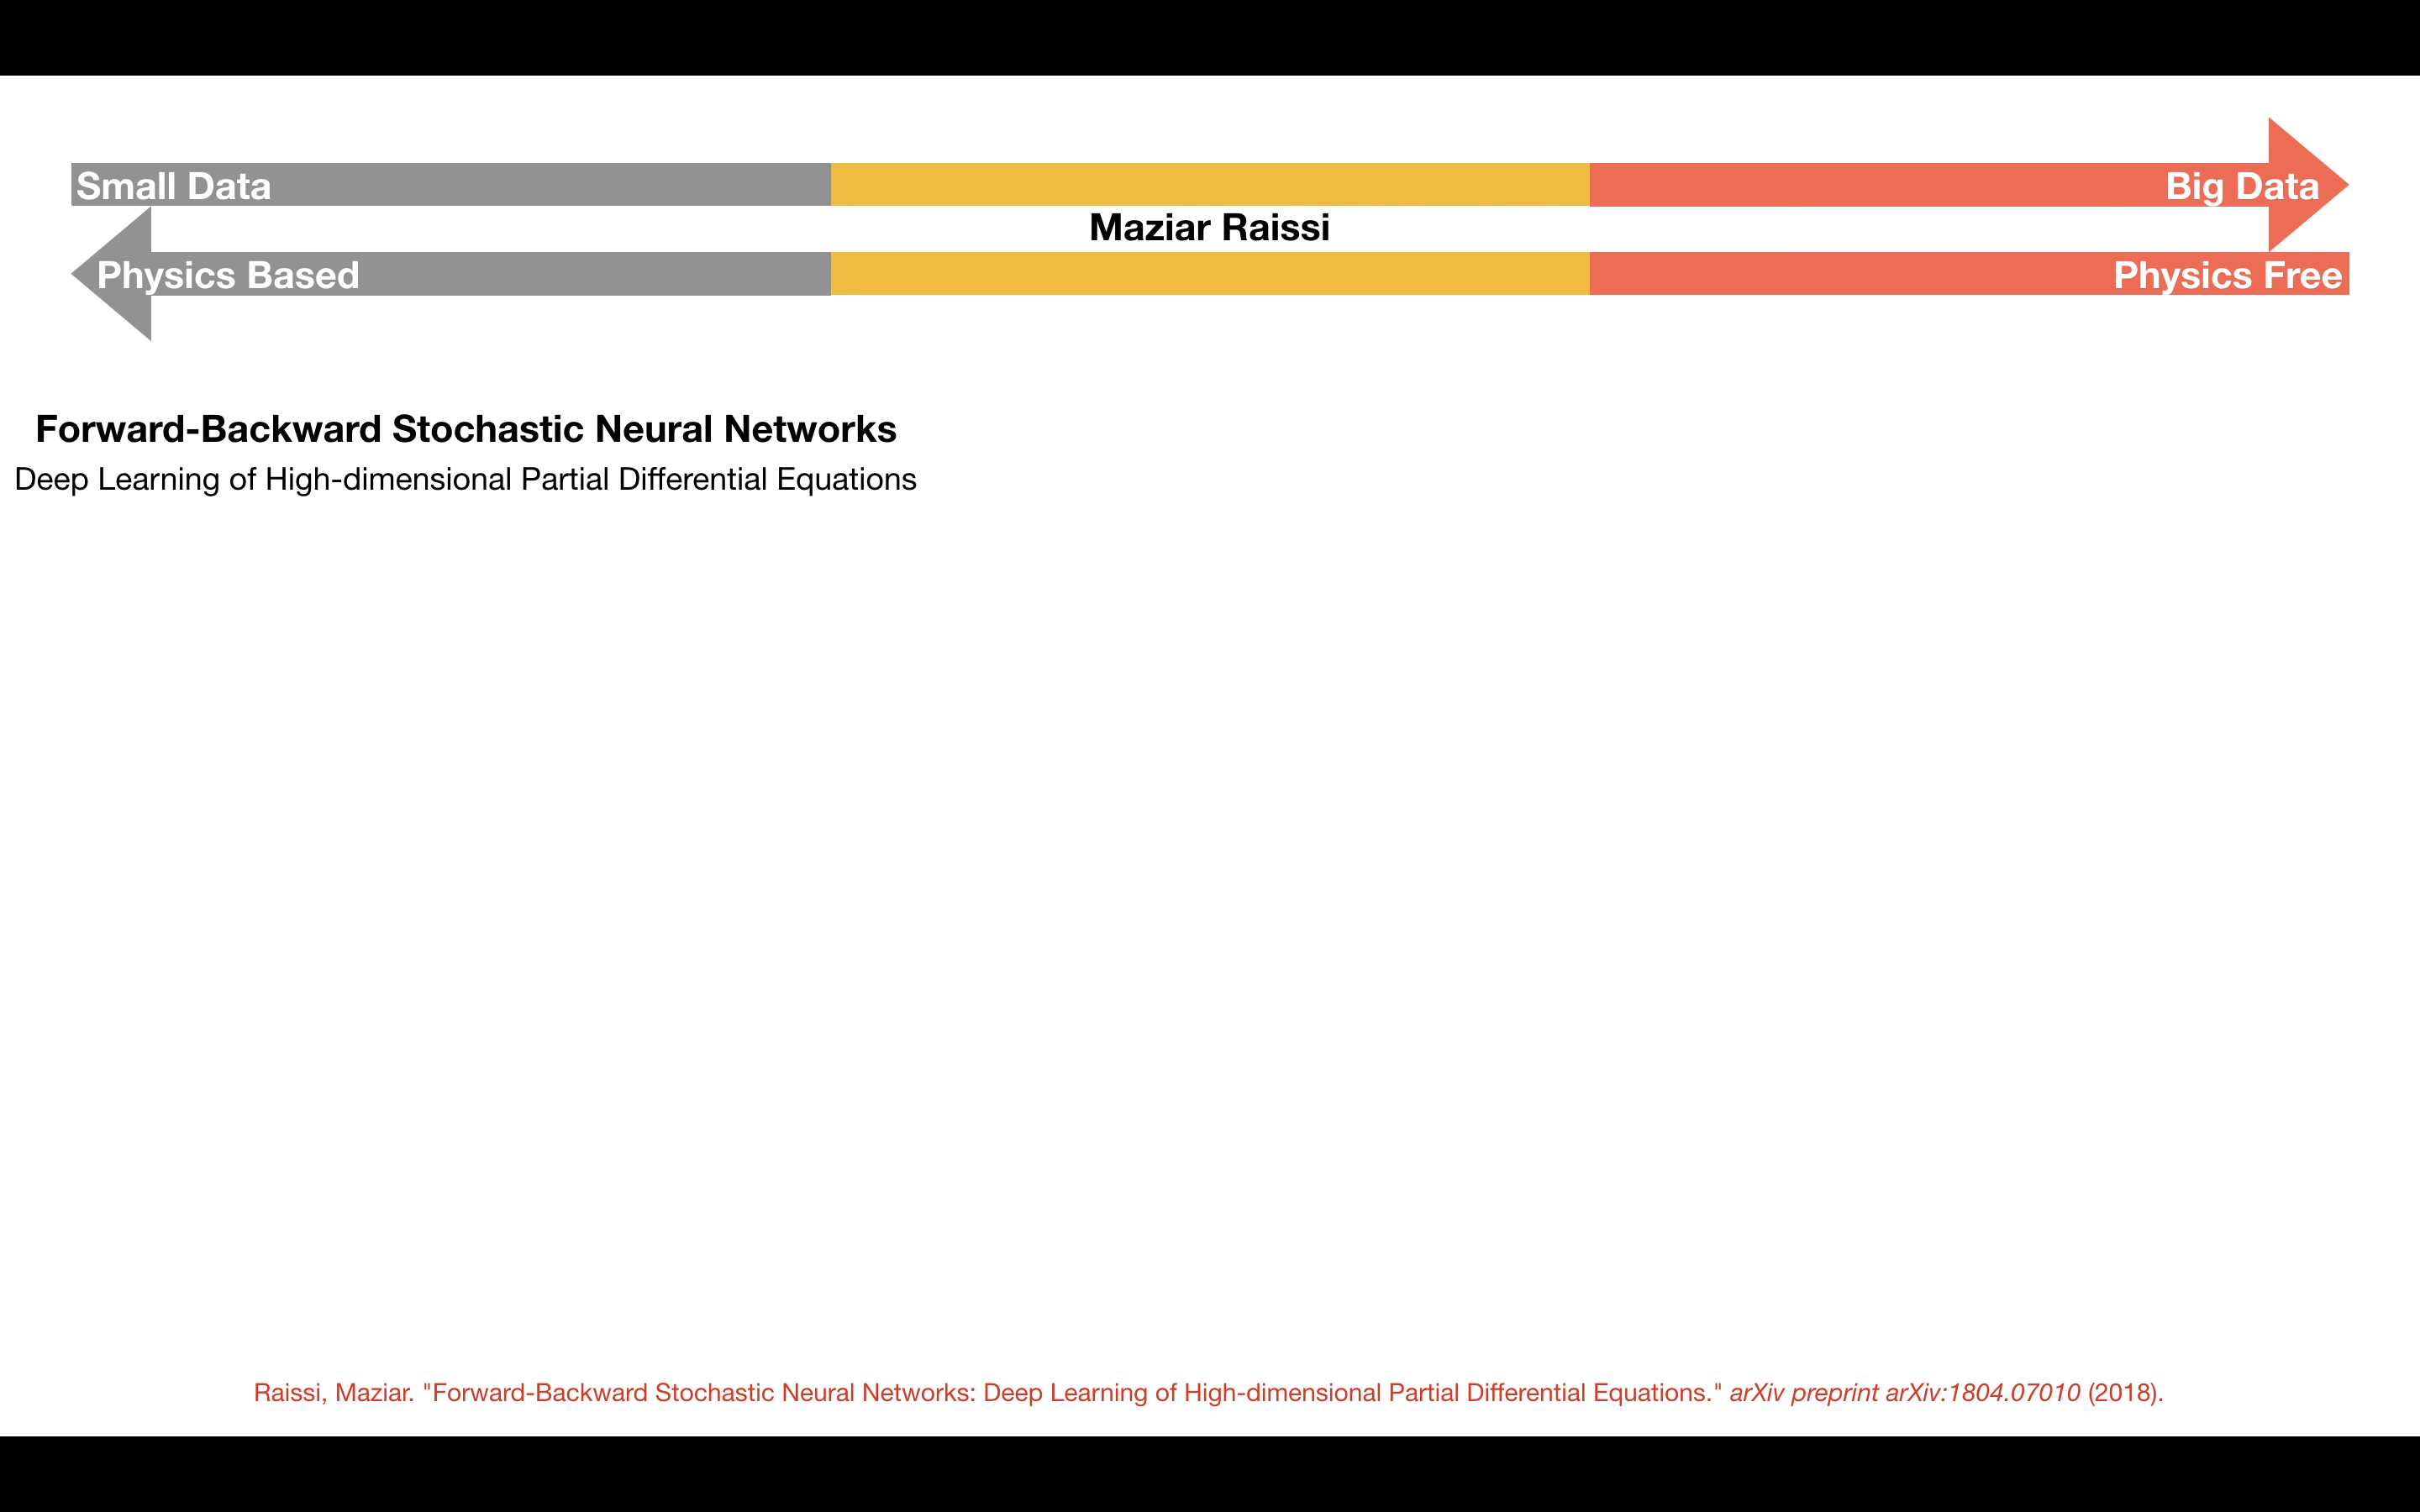 Small Data
Big Data
Maziar Raissi
Physics Based
Physics Free
Forward-Backward Stochastic Neural Networks
Deep Learning of High-dimensional Partial Differential Equations
Raissi, Maziar. "Forward-Backward Stochastic Neural Networks: Deep Learning of High-dimensional Partial Differential Equations." arXiv preprint arXiv:1804.07010 (2018).